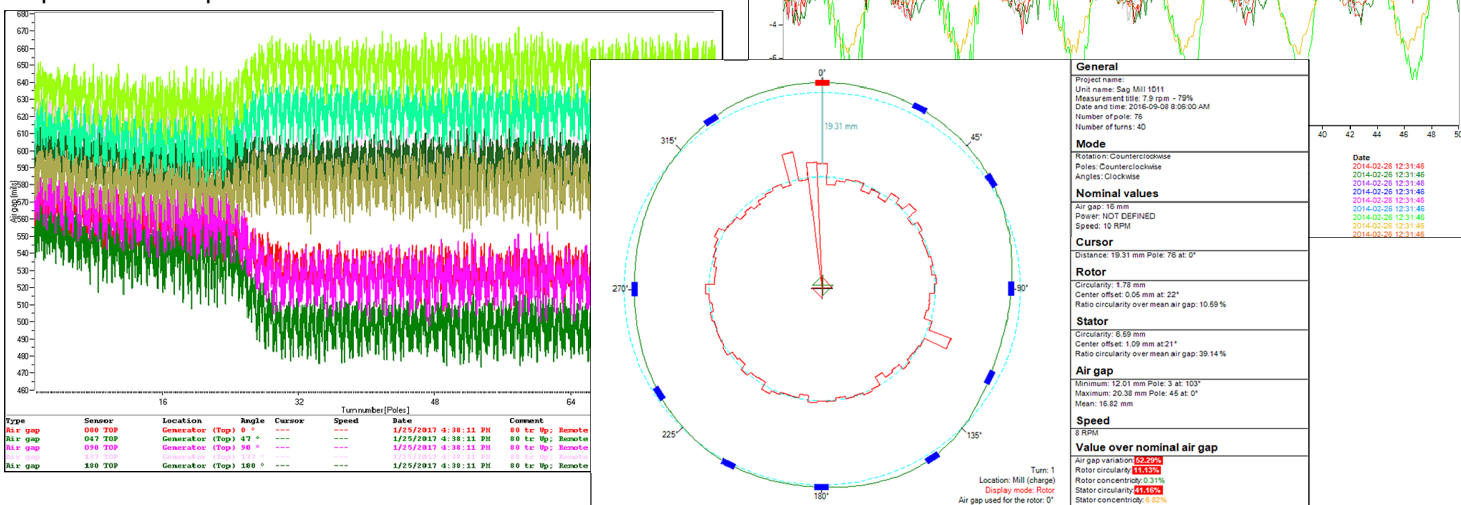 680
670
660
650
640
630
620
610
600
590
580
570
560
550
540
530
520
510
500
490
480
470
460
Air gap [mils]
16
32
48
64
Turn number [Poles]
Type Sensor Location Angle Cursor Speed Date Comment
Air gap 000 TOP Generator (Top) 0 ° --- --- 1/25/2017 4:38:11 PM 80 tr Up; Remote
Air gap 047 TOP Generator (Top) 47 ° --- --- 1/25/2017 4:38:11 PM 80 tr Up; Remote
Air gap 090 TOP Generator (Top) 90 ° --- --- 1/25/2017 4:38:11 PM 80 tr Up; Remote
Air gap TOP Generator (Top) ° --- --- 1/25/2017 4:38:11 PM 80 tr Up; Remote
Air gap 180 TOP Generator (Top) 180 ° --- --- 1/25/2017 4:38:11 PM 80 tr Up; Remote
-4
0°
19.31 mm
45°
90°
135°
180°
225°
270°
315°
Turn: 1
Location: Mill (charge)
Display mode: Rotor
Air gap used for the rotor: 0°
General
Project name:
Unit name: Sag Mill 1011
Measurement title: 7.9 rpm - 79%
Date and time: 2016-09-08 8:06:00 AM
Number of pole: 76
Number of turns: 40
Mode
Rotation: Counterclockwise
Poles: Counterclockwise
Angles: Clockwise
Nominal values
Air gap: 16 mm
Power: NOT DEFINED
Speed: 10 RPM
Cursor
Distance: 19.31 mm Pole: 76 at: 0°
Rotor
Circularity: 1.78 mm
Center offset: 0.05 mm at: 22°
Ratio circularity over mean air gap: 10.59 %
Stator
Circularity: 6.59 mm
Center offset: 1.09 mm at:21°
Ratio circularity over mean air gap: 39.14 %
Air gap
Minimum: 12.01 mm Pole: 3 at: 103°
Maximum: 20.38 mm Pole: 45 at: 0°
Mean: 16.82 mm
Speed
8 RPM
Value over nominal air gap
Air gap variation: 52.29%
Rotor circularity: 11.13%
Rotor concentricity: 0.31%
Stator circularity: 41.16%
Stator concentricity: 6.82%
40 42 44 46 48 50
Date
2014-02-26 12:31:46
2014-02-26 12:31:46
2014-02-26 12:31:46
2014-02-26 12:31:46
2014-02-26 12:31:46
2014-02-26 12:31:46
2014-02-26 12:31:46
2014-02-26 12:31:46
2014-02-26 12:31:46